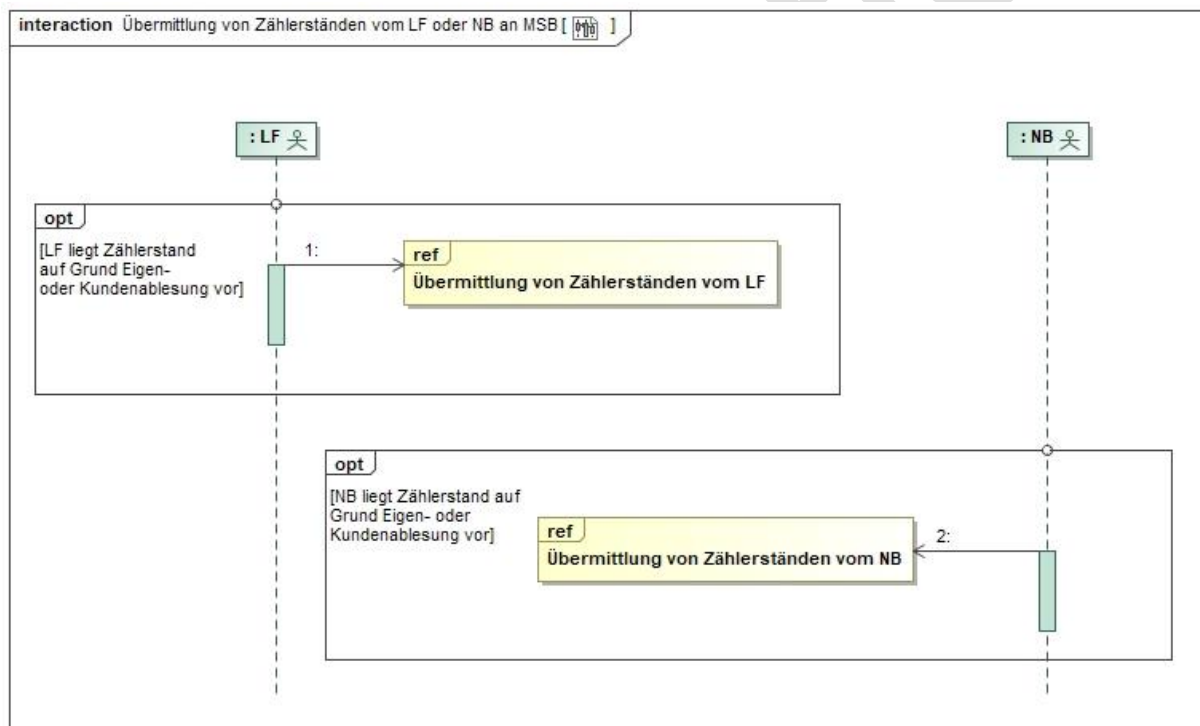 interaction Übermittlung von Zählerständen vom LF oder NB an MSB [ ]
: LF
: NB
opt
[LF liegt Zählerstand
auf Grund Eigen-
oder Kundenablesung vor]
1:
ref
Übermittlung von Zählerständen vom LF
opt
[NB liegt Zählerstand auf
Grund Eigen- oder
Kundenablesung vor]
ref
Übermittlung von Zählerständen vom NB
2: